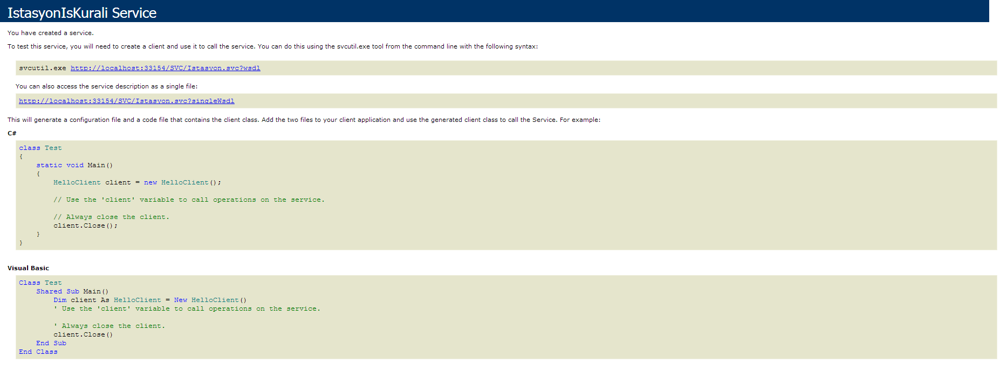 IstasyonIsKurali Service
You have created a service.
To test this service, you will need to create a client and use it to call the service. You can do this using the svcutil.exe tool from the command line with the following syntax:
svcutil.exe http://localhost:33154/SVC/Istasyon.svc?wsdl
You can also access the service description as a single file:
http://localhost:33154/SVC/Istasyon.svc?singleWsdl
This will generate a configuration file and a code file that contains the client class. Add the two files to your client application and use the generated client class to call the Service. For example:
C#
class Test
{
    static void Main()
    {
        HelloClient client = new HelloClient();
        // Use the 'client' variable to call operations on the service.
        // Always close the client.
        client.Close();
    }
}
Visual Basic
Class Test
    Shared Sub Main()
        Dim client As HelloClient = New HelloClient()
        ' Use the 'client' variable to call operations on the service.
        ' Always close the client.
        client.Close()
    End Sub
End Class